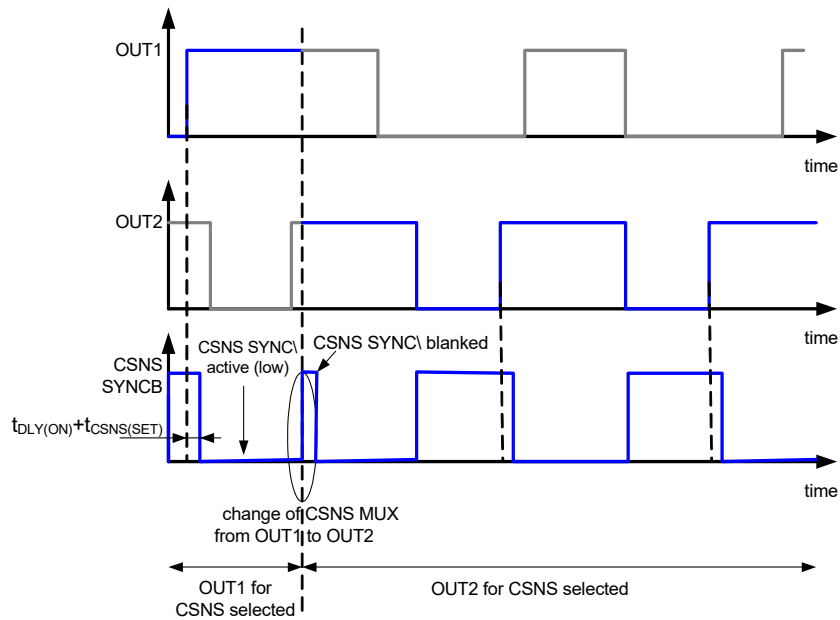 OUT1
time
OUT2
time
CSNS
SYNCB
CSNS SYNC\
active (low)
CSNS SYNC\ blanked
tDLY(ON)+tCSNS(SET)
time
change of CSNS MUX
from OUT1 to OUT2
OUT1 for
CSNS selected
OUT2 for CSNS selected